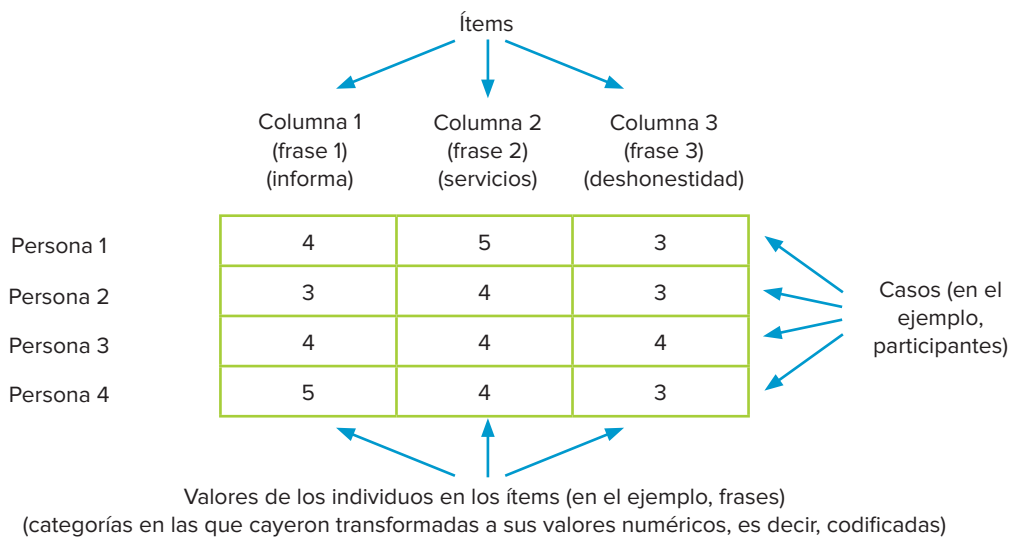 Ítems
Columna 1 Columna 2 Columna 3
(frase 1) (frase 2) (frase 3)
(informa) (servicios) (deshonestidad)
Persona 1 4 5 3
Persona 2 3 4 3
Persona 3 4 4 4
Persona 4 5 4 3
Casos (en el
ejemplo,
participantes)
Valores de los individuos en los ítems (en el ejemplo, frases)
(categorías en las que cayeron transformadas a sus valores numéricos, es decir, codificadas)